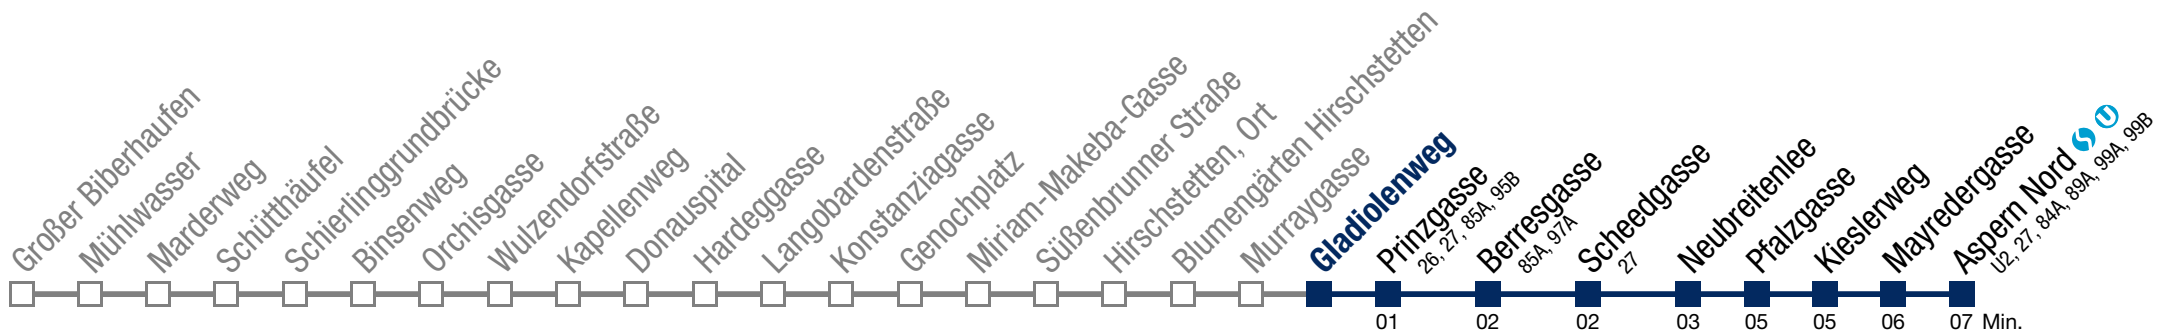 Großer Biberhaufen
Mühlwasser
Marderweg
Schütthäufel
Schierlinggrundbrücke
Binsenweg
Orchisgasse
Wulzendorfstraße
Kapellenweg
Donauspital
Hardeggasse
Langobardenstraße
Konstanziagasse
Genochplatz
Miriam-Makeba-Gasse
Süßenbrunner Straße
Hirschstetten, Ort
Blumengärten Hirschstetten
Murraygasse
Gladiolenweg
Prinzgasse
26, 27, 85A, 95B
Berresgasse
85A, 97A
Scheedgasse
27
Neubreitenlee
Pfalzgasse
Kieslerweg
Mayredergasse
Aspern Nord S U
U2, 27, 84A, 89A, 99A, 99B
01 02 02 03 05 05 06 07 Min.